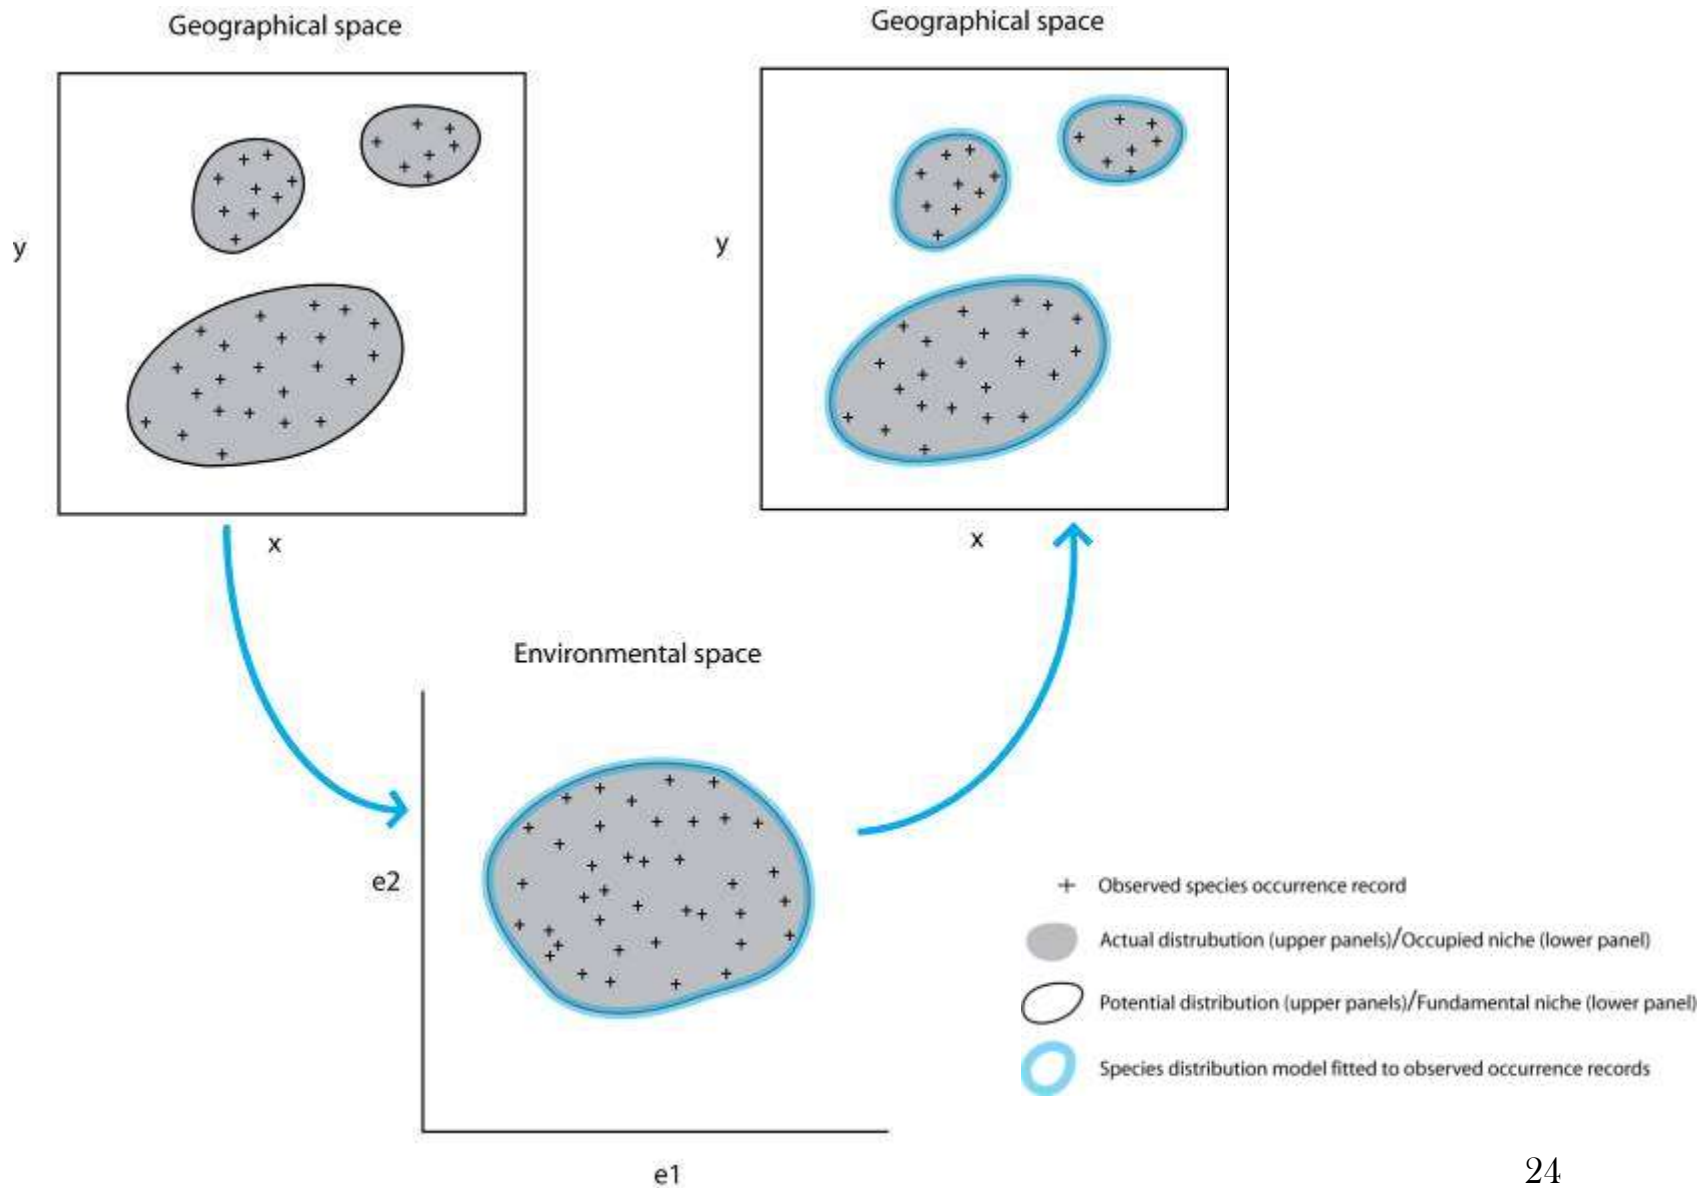 Geographical space
Geographical space
y
y
x
x
Environmental space
e2
Observed species occurrence record
Actual distrubution (upper panels)/Occupied niche (lower panel)
Potential distribution (upper panels)/Fundamental niche (lower panel)
Species distribution model fitted to observed occurrence records
e1
24